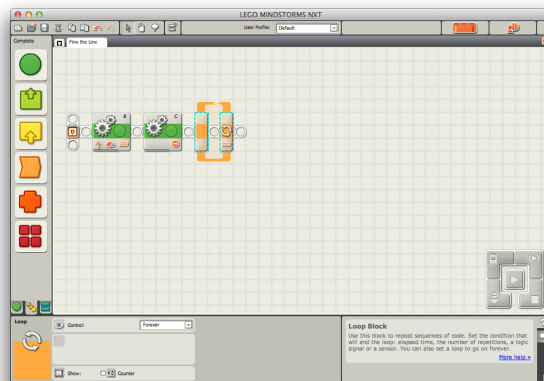 LEGO MINDSTORMS NXT
User Profile:
Default
Complete
Fine the Line
B
C
Loop
Control:
Forever
Show:
Counter
Loop Block
Use this block to repeat sequences of code. Set the condition that
will end the loop: elapsed time, the number of repetitions, a logic
signal or a sensor. You can also set a loop to go on forever.
More help »